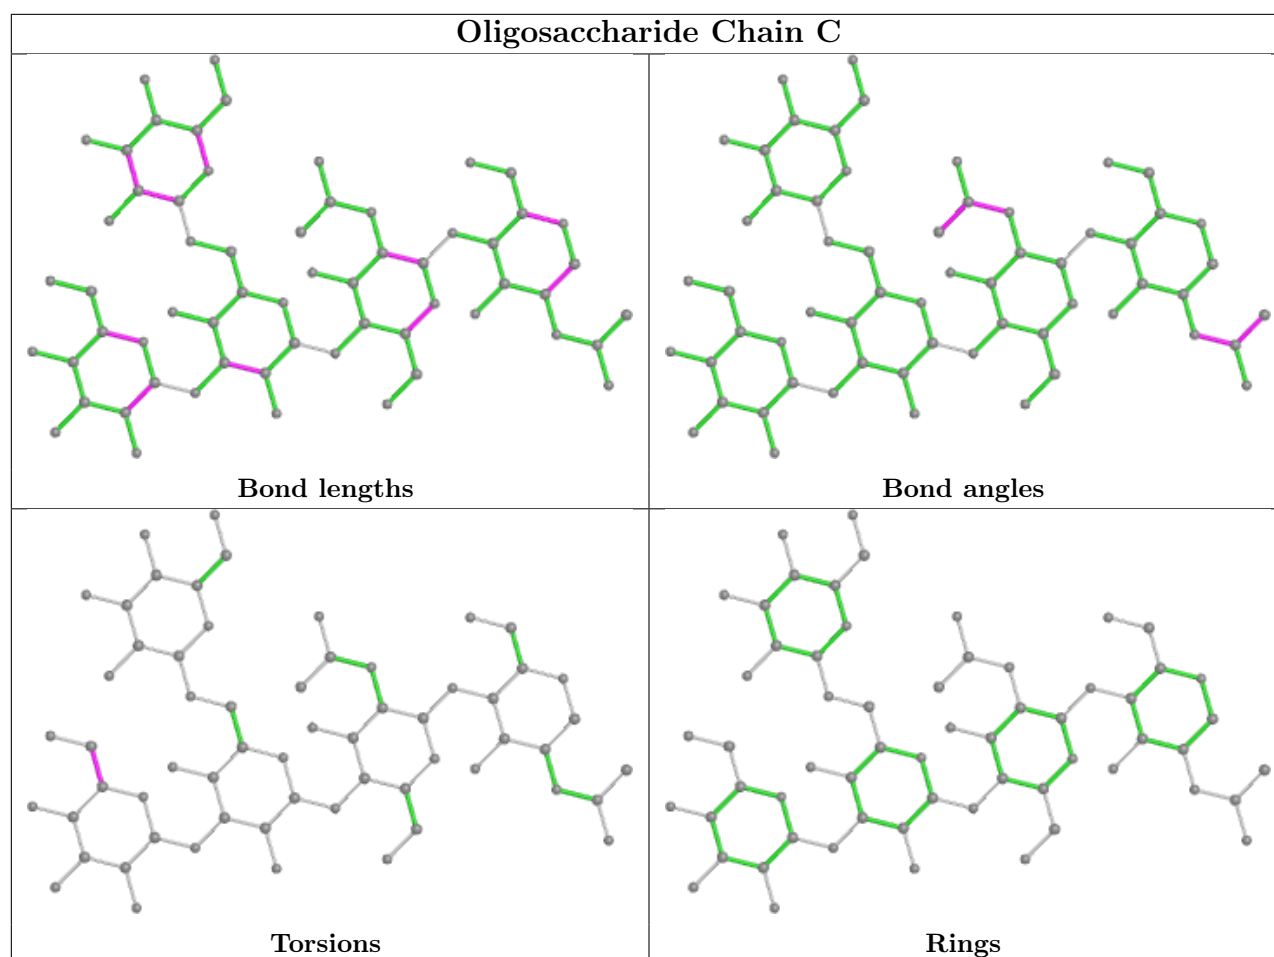 Oligosaccharide Chain C
Bond lengths
Bond angles
Torsions
Rings